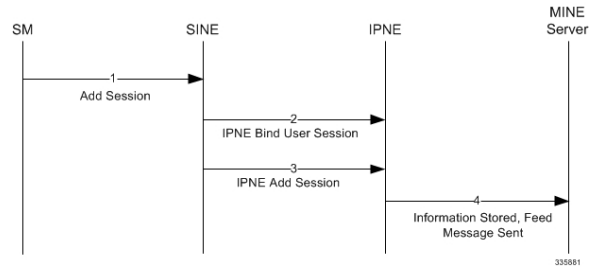 SM
SINE
IPNE
MINE
Server
1
Add Session
2
IPNE Bind User Session
3
IPNE Add Session
4
Information Stored, Feed
Message Sent
335881